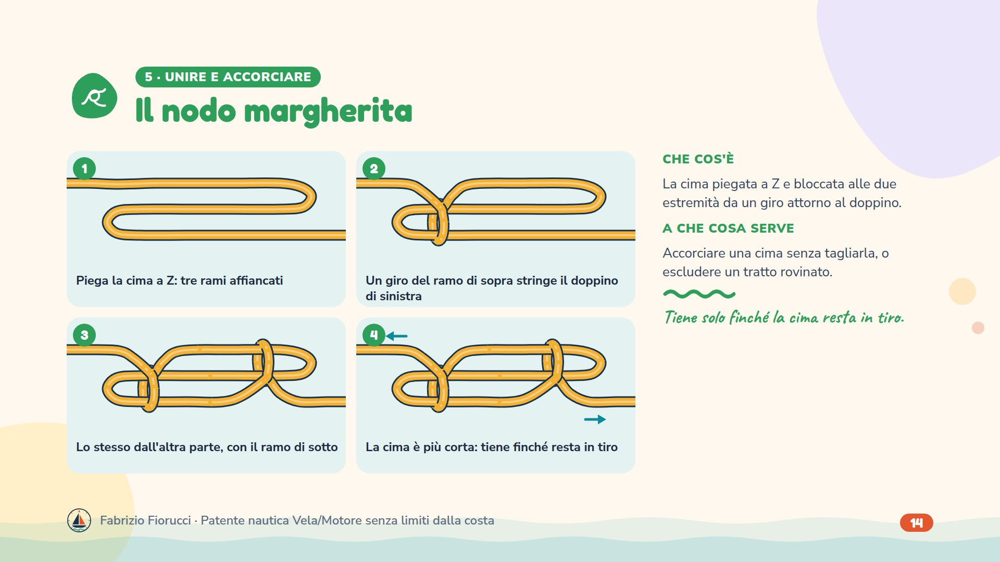 5 · UNIRE E ACCORCIARE
Il nodo margherita
1
Piega la cima a Z: tre rami affiancati
2
Un giro del ramo di sopra stringe il doppino
di sinistra
3
Lo stesso dall'altra parte, con il ramo di sotto
4
La cima è più corta: tiene finché resta in tiro
CHE COS'È
La cima piegata a Z e bloccata alle due
estremità da un giro attorno al doppino.
A CHE COSA SERVE
Accorciare una cima senza tagliarla, o
escludere un tratto rovinato.
Tiene solo finché la cima resta in tiro.
Fabrizio Fiorucci · Patente nautica Vela/Motore senza limiti dalla costa
14